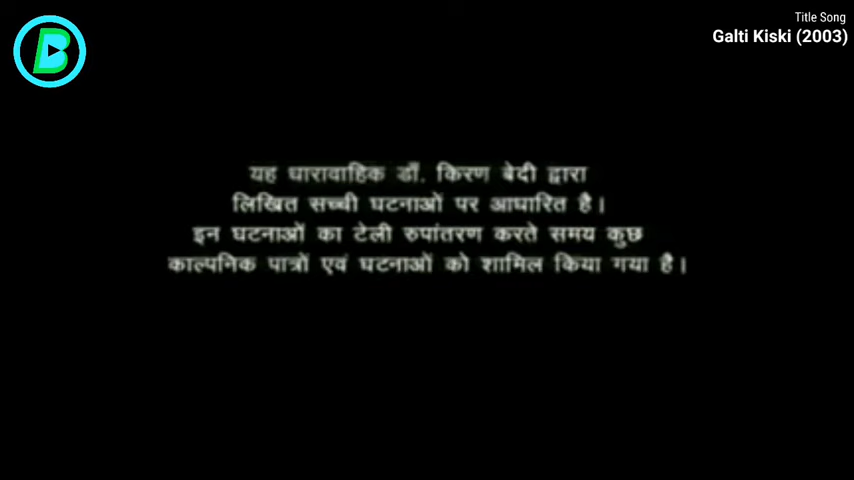 Title Song
Galti Kiski (2003)
यह धारावाहिक डॉ. किरण बेदी द्वारा
लिखित सच्ची घटनाओं पर आधारित है।
इन घटनाओं का टेली रुपांतरण करते समय कुछ
काल्पनिक पात्रों एवं घटनाओं को शामिल किया गया है।